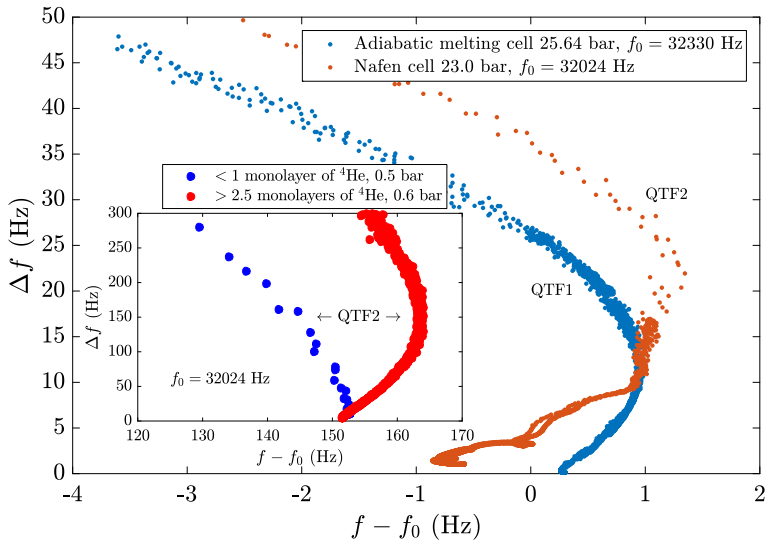 50
45
40
35
30
25
20
15
10
5
0
Δf (Hz)
Adiabatic melting cell 25.64 bar, f₀ = 32330 Hz
Nafen cell 23.0 bar, f₀ = 32024 Hz
< 1 monolayer of ⁴He, 0.5 bar
> 2.5 monolayers of ⁴He, 0.6 bar
QTF2
QTF1
300
250
200
150
100
50
0
Δf (Hz)
← QTF2 →
f₀ = 32024 Hz
120 130 140 150 160 170
f − f₀ (Hz)
-4 -3 -2 -1 0 1 2
f − f₀ (Hz)